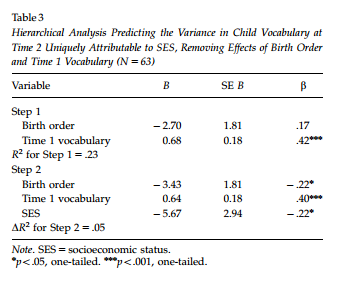 Table 3
Hierarchical Analysis Predicting the Variance in Child Vocabulary at
Time 2 Uniquely Attributable to SES, Removing Effects of Birth Order
and Time 1 Vocabulary (N = 63)
Variable B SE B β
Step 1
Birth order − 2.70 1.81 .17
Time 1 vocabulary 0.68 0.18 .42***
R² for Step 1 = .23
Step 2
Birth order − 3.43 1.81 − .22*
Time 1 vocabulary 0.64 0.18 .40***
SES − 5.67 2.94 − .22*
ΔR² for Step 2 = .05
Note. SES = socioeconomic status.
*p < .05, one-tailed. ***p < .001, one-tailed.